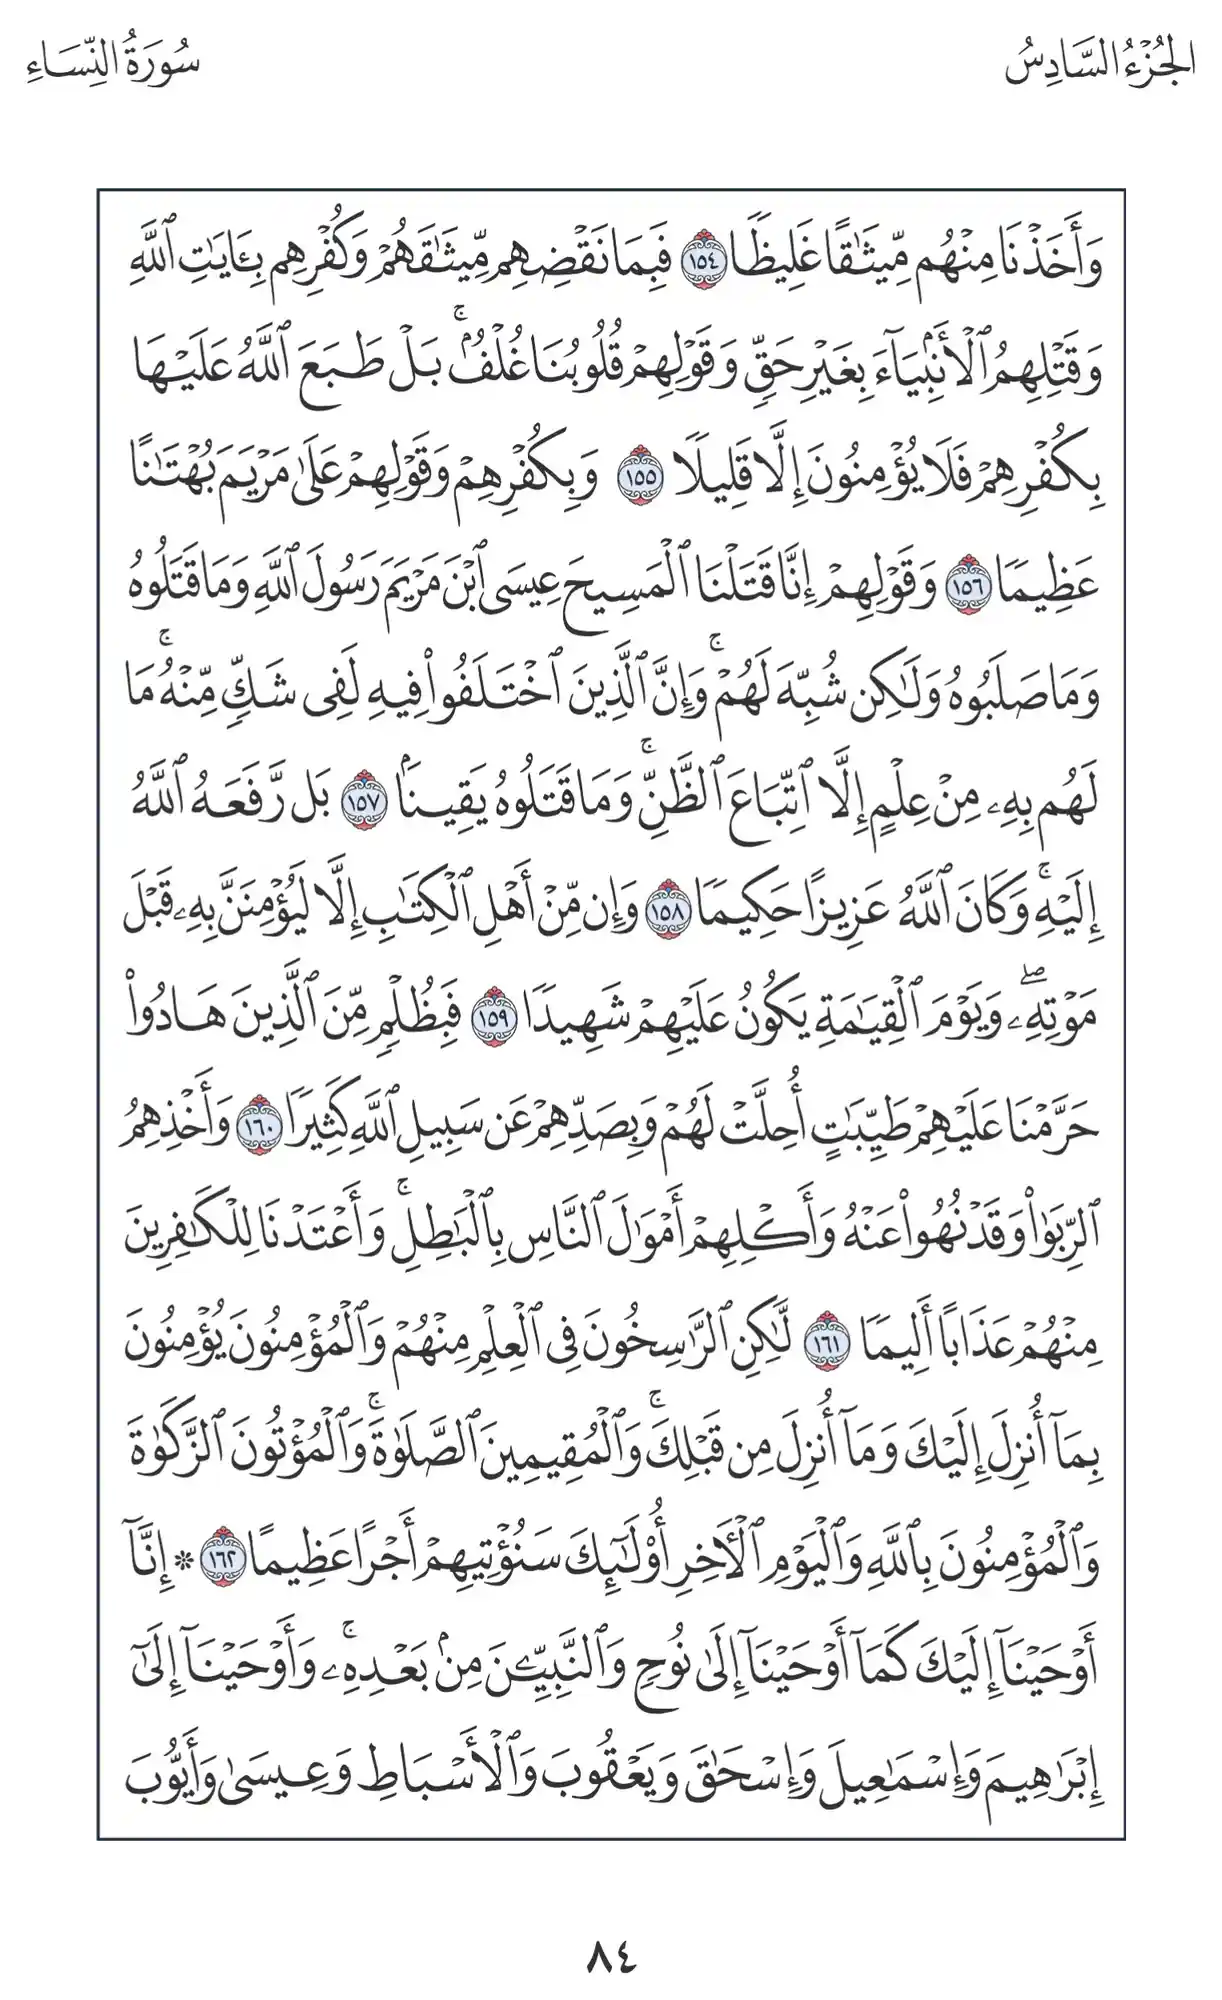 الجُزْءُ السَّادِسُ
سُورَةُ النِّسَاءِ
وَأَخَذْنَا مِنْهُم مِّيثَٰقًا غَلِيظًا ١٥٤ فَبِمَا نَقْضِهِم مِّيثَٰقَهُمْ وَكُفْرِهِم بِـَٔايَٰتِ ٱللَّهِ
وَقَتْلِهِمُ ٱلْأَنۢبِيَآءَ بِغَيْرِ حَقٍّ وَقَوْلِهِمْ قُلُوبُنَا غُلْفٌۢ ۚ بَلْ طَبَعَ ٱللَّهُ عَلَيْهَا
بِكُفْرِهِمْ فَلَا يُؤْمِنُونَ إِلَّا قَلِيلًا ١٥٥ وَبِكُفْرِهِمْ وَقَوْلِهِمْ عَلَىٰ مَرْيَمَ بُهْتَٰنًا
عَظِيمًا ١٥٦ وَقَوْلِهِمْ إِنَّا قَتَلْنَا ٱلْمَسِيحَ عِيسَى ٱبْنَ مَرْيَمَ رَسُولَ ٱللَّهِ وَمَا قَتَلُوهُ
وَمَا صَلَبُوهُ وَلَٰكِن شُبِّهَ لَهُمْ ۚ وَإِنَّ ٱلَّذِينَ ٱخْتَلَفُوا۟ فِيهِ لَفِى شَكٍّ مِّنْهُ ۚ مَا
لَهُم بِهِۦ مِنْ عِلْمٍ إِلَّا ٱتِّبَاعَ ٱلظَّنِّ ۚ وَمَا قَتَلُوهُ يَقِينًۢا ١٥٧ بَل رَّفَعَهُ ٱللَّهُ
إِلَيْهِ ۚ وَكَانَ ٱللَّهُ عَزِيزًا حَكِيمًا ١٥٨ وَإِن مِّنْ أَهْلِ ٱلْكِتَٰبِ إِلَّا لَيُؤْمِنَنَّ بِهِۦ قَبْلَ
مَوْتِهِۦ ۖ وَيَوْمَ ٱلْقِيَٰمَةِ يَكُونُ عَلَيْهِمْ شَهِيدًا ١٥٩ فَبِظُلْمٍ مِّنَ ٱلَّذِينَ هَادُوا۟
حَرَّمْنَا عَلَيْهِمْ طَيِّبَٰتٍ أُحِلَّتْ لَهُمْ وَبِصَدِّهِمْ عَن سَبِيلِ ٱللَّهِ كَثِيرًا ١٦٠ وَأَخْذِهِمُ
ٱلرِّبَوٰا۟ وَقَدْ نُهُوا۟ عَنْهُ وَأَكْلِهِمْ أَمْوَٰلَ ٱلنَّاسِ بِٱلْبَٰطِلِ ۚ وَأَعْتَدْنَا لِلْكَٰفِرِينَ
مِنْهُمْ عَذَابًا أَلِيمًا ١٦١ لَّٰكِنِ ٱلرَّٰسِخُونَ فِى ٱلْعِلْمِ مِنْهُمْ وَٱلْمُؤْمِنُونَ يُؤْمِنُونَ
بِمَآ أُنزِلَ إِلَيْكَ وَمَآ أُنزِلَ مِن قَبْلِكَ ۚ وَٱلْمُقِيمِينَ ٱلصَّلَوٰةَ ۚ وَٱلْمُؤْتُونَ ٱلزَّكَوٰةَ
وَٱلْمُؤْمِنُونَ بِٱللَّهِ وَٱلْيَوْمِ ٱلْـَٔاخِرِ أُو۟لَٰٓئِكَ سَنُؤْتِيهِمْ أَجْرًا عَظِيمًا ١٦٢ * إِنَّآ
أَوْحَيْنَآ إِلَيْكَ كَمَآ أَوْحَيْنَآ إِلَىٰ نُوحٍ وَٱلنَّبِيِّـۧنَ مِنۢ بَعْدِهِۦ ۚ وَأَوْحَيْنَآ إِلَىٰٓ
إِبْرَٰهِيمَ وَإِسْمَٰعِيلَ وَإِسْحَٰقَ وَيَعْقُوبَ وَٱلْأَسْبَاطِ وَعِيسَىٰ وَأَيُّوبَ
٨٤